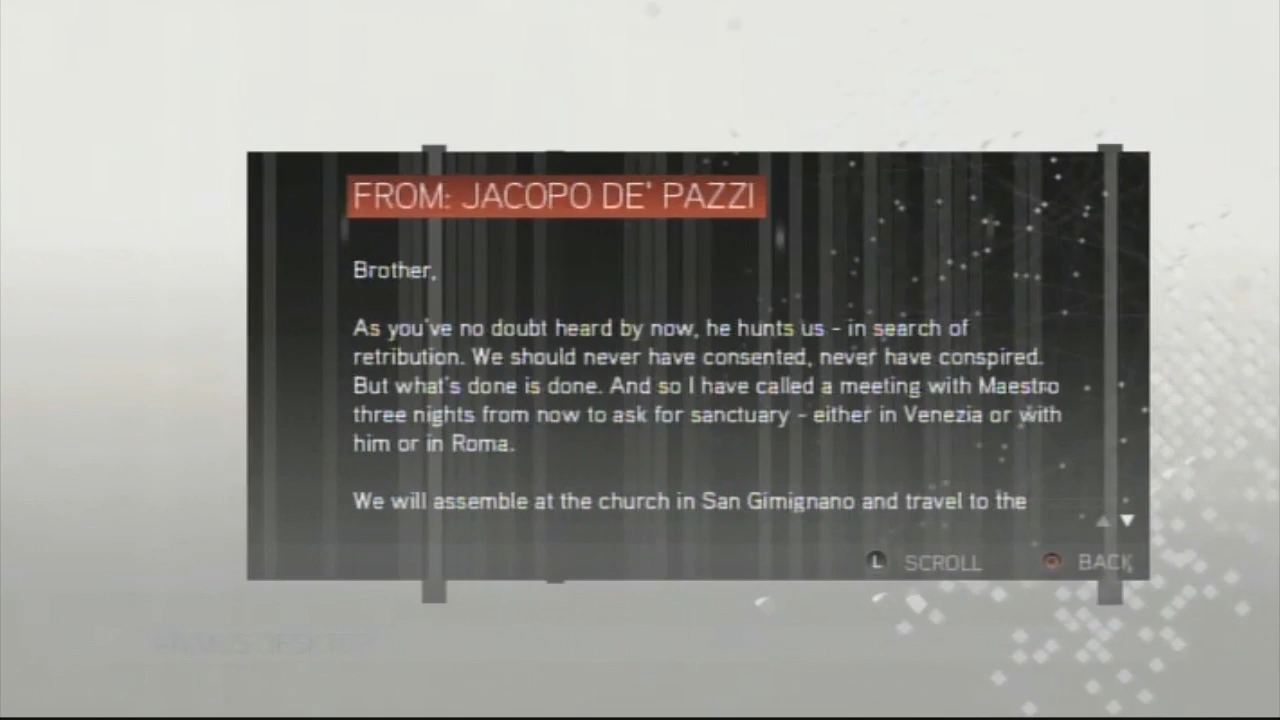 FROM: JACOPO DE' PAZZI
Brother,
As you've no doubt heard by now, he hunts us - in search of
retribution. We should never have consented, never have conspired.
But what's done is done. And so I have called a meeting with Maestro
three nights from now to ask for sanctuary - either in Venezia or with
him or in Roma.
We will assemble at the church in San Gimignano and travel to the
L SCROLL BACK